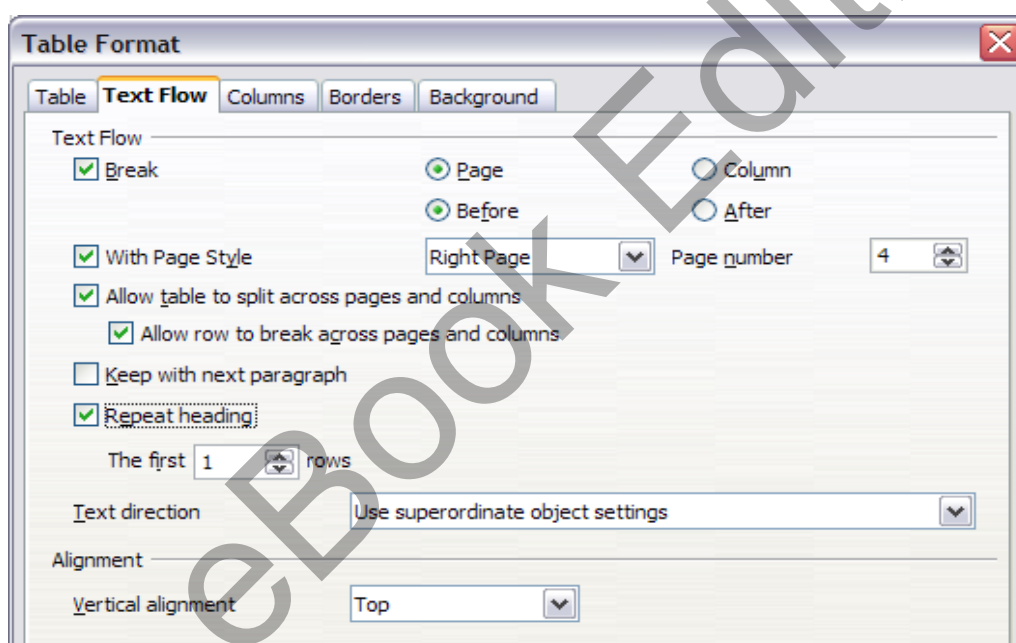 Table Format
Table Text Flow Columns Borders Background
Text Flow
Break Page Column
Before After
With Page Style Right Page Page number 4
Allow table to split across pages and columns
Allow row to break across pages and columns
Keep with next paragraph
Repeat heading
The first 1 rows
Text direction Use superordinate object settings
Alignment
Vertical alignment Top
eBook Edit